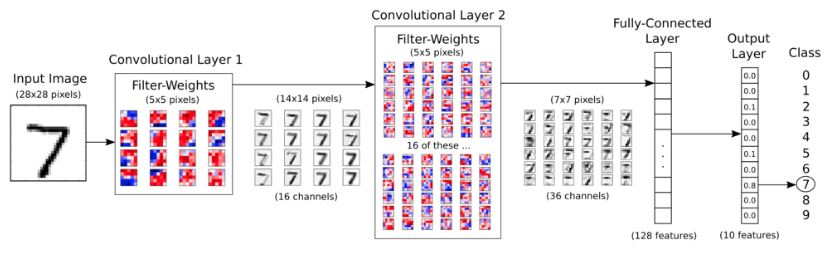 Input Image
(28x28 pixels)
Convolutional Layer 1
Filter-Weights
(5x5 pixels)
(14x14 pixels)
(16 channels)
Convolutional Layer 2
Filter-Weights
(5x5 pixels)
16 of these ...
(7x7 pixels)
(36 channels)
Fully-Connected
Layer
(128 features)
Output
Layer
0.0
0.0
0.1
0.0
0.0
0.1
0.0
0.8
0.0
0.0
(10 features)
Class
0
1
2
3
4
5
6
7
8
9